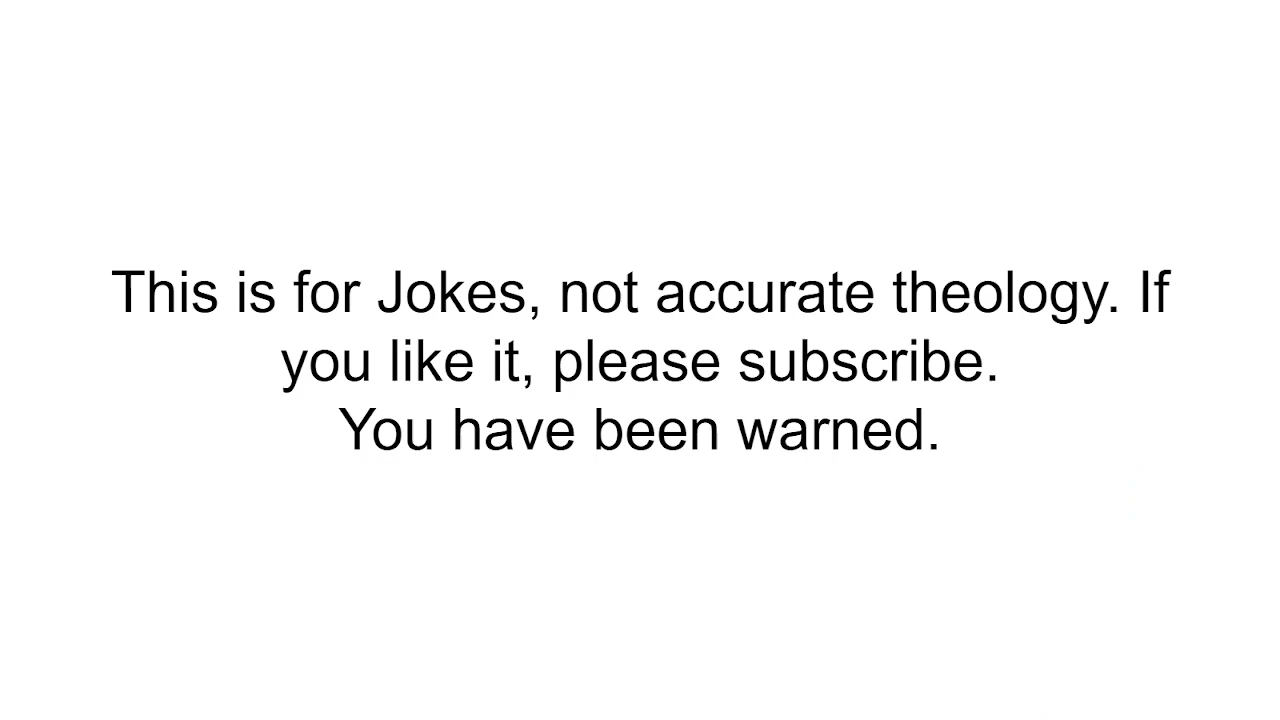 This is for Jokes, not accurate theology. If
you like it, please subscribe.
You have been warned.